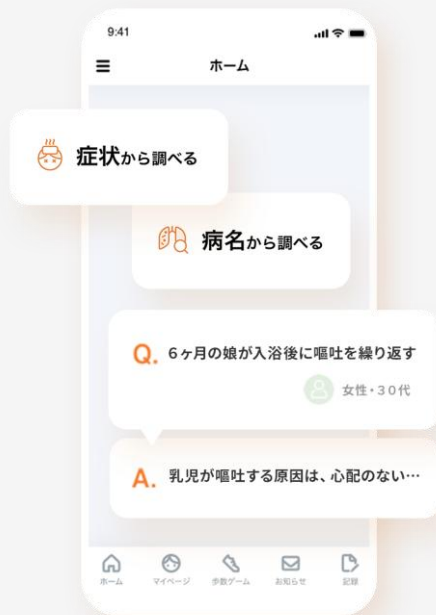 9:41
ホーム
症状から調べる
病名から調べる
Q. 6ヶ月の娘が入浴後に嘔吐を繰り返す
女性・30代
A. 乳児が嘔吐する原因は、心配のない…
ホーム
マイページ
歩数ゲーム
お知らせ
記録